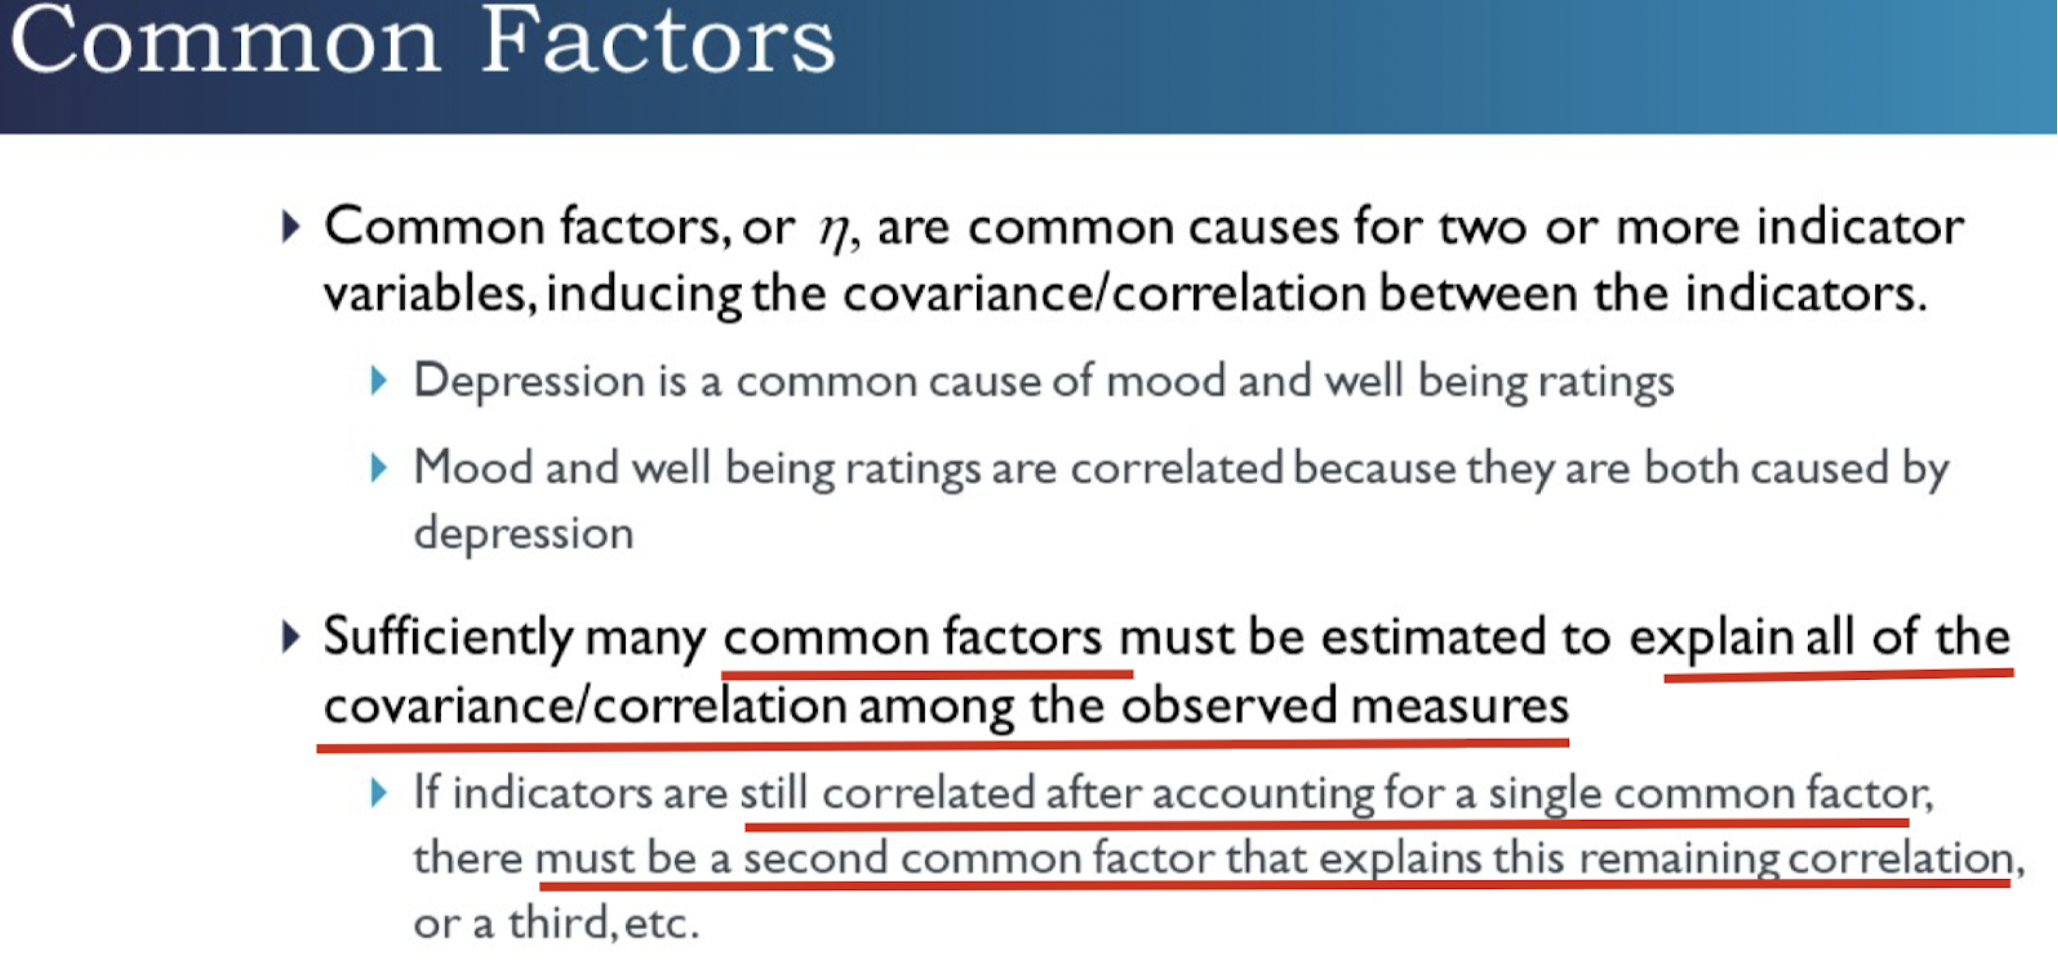 Common Factors
Common factors, or η, are common causes for two or more indicator
variables, inducing the covariance/correlation between the indicators.
Depression is a common cause of mood and well being ratings
Mood and well being ratings are correlated because they are both caused by
depression
Sufficiently many common factors must be estimated to explain all of the
covariance/correlation among the observed measures
If indicators are still correlated after accounting for a single common factor,
there must be a second common factor that explains this remaining correlation,
or a third, etc.